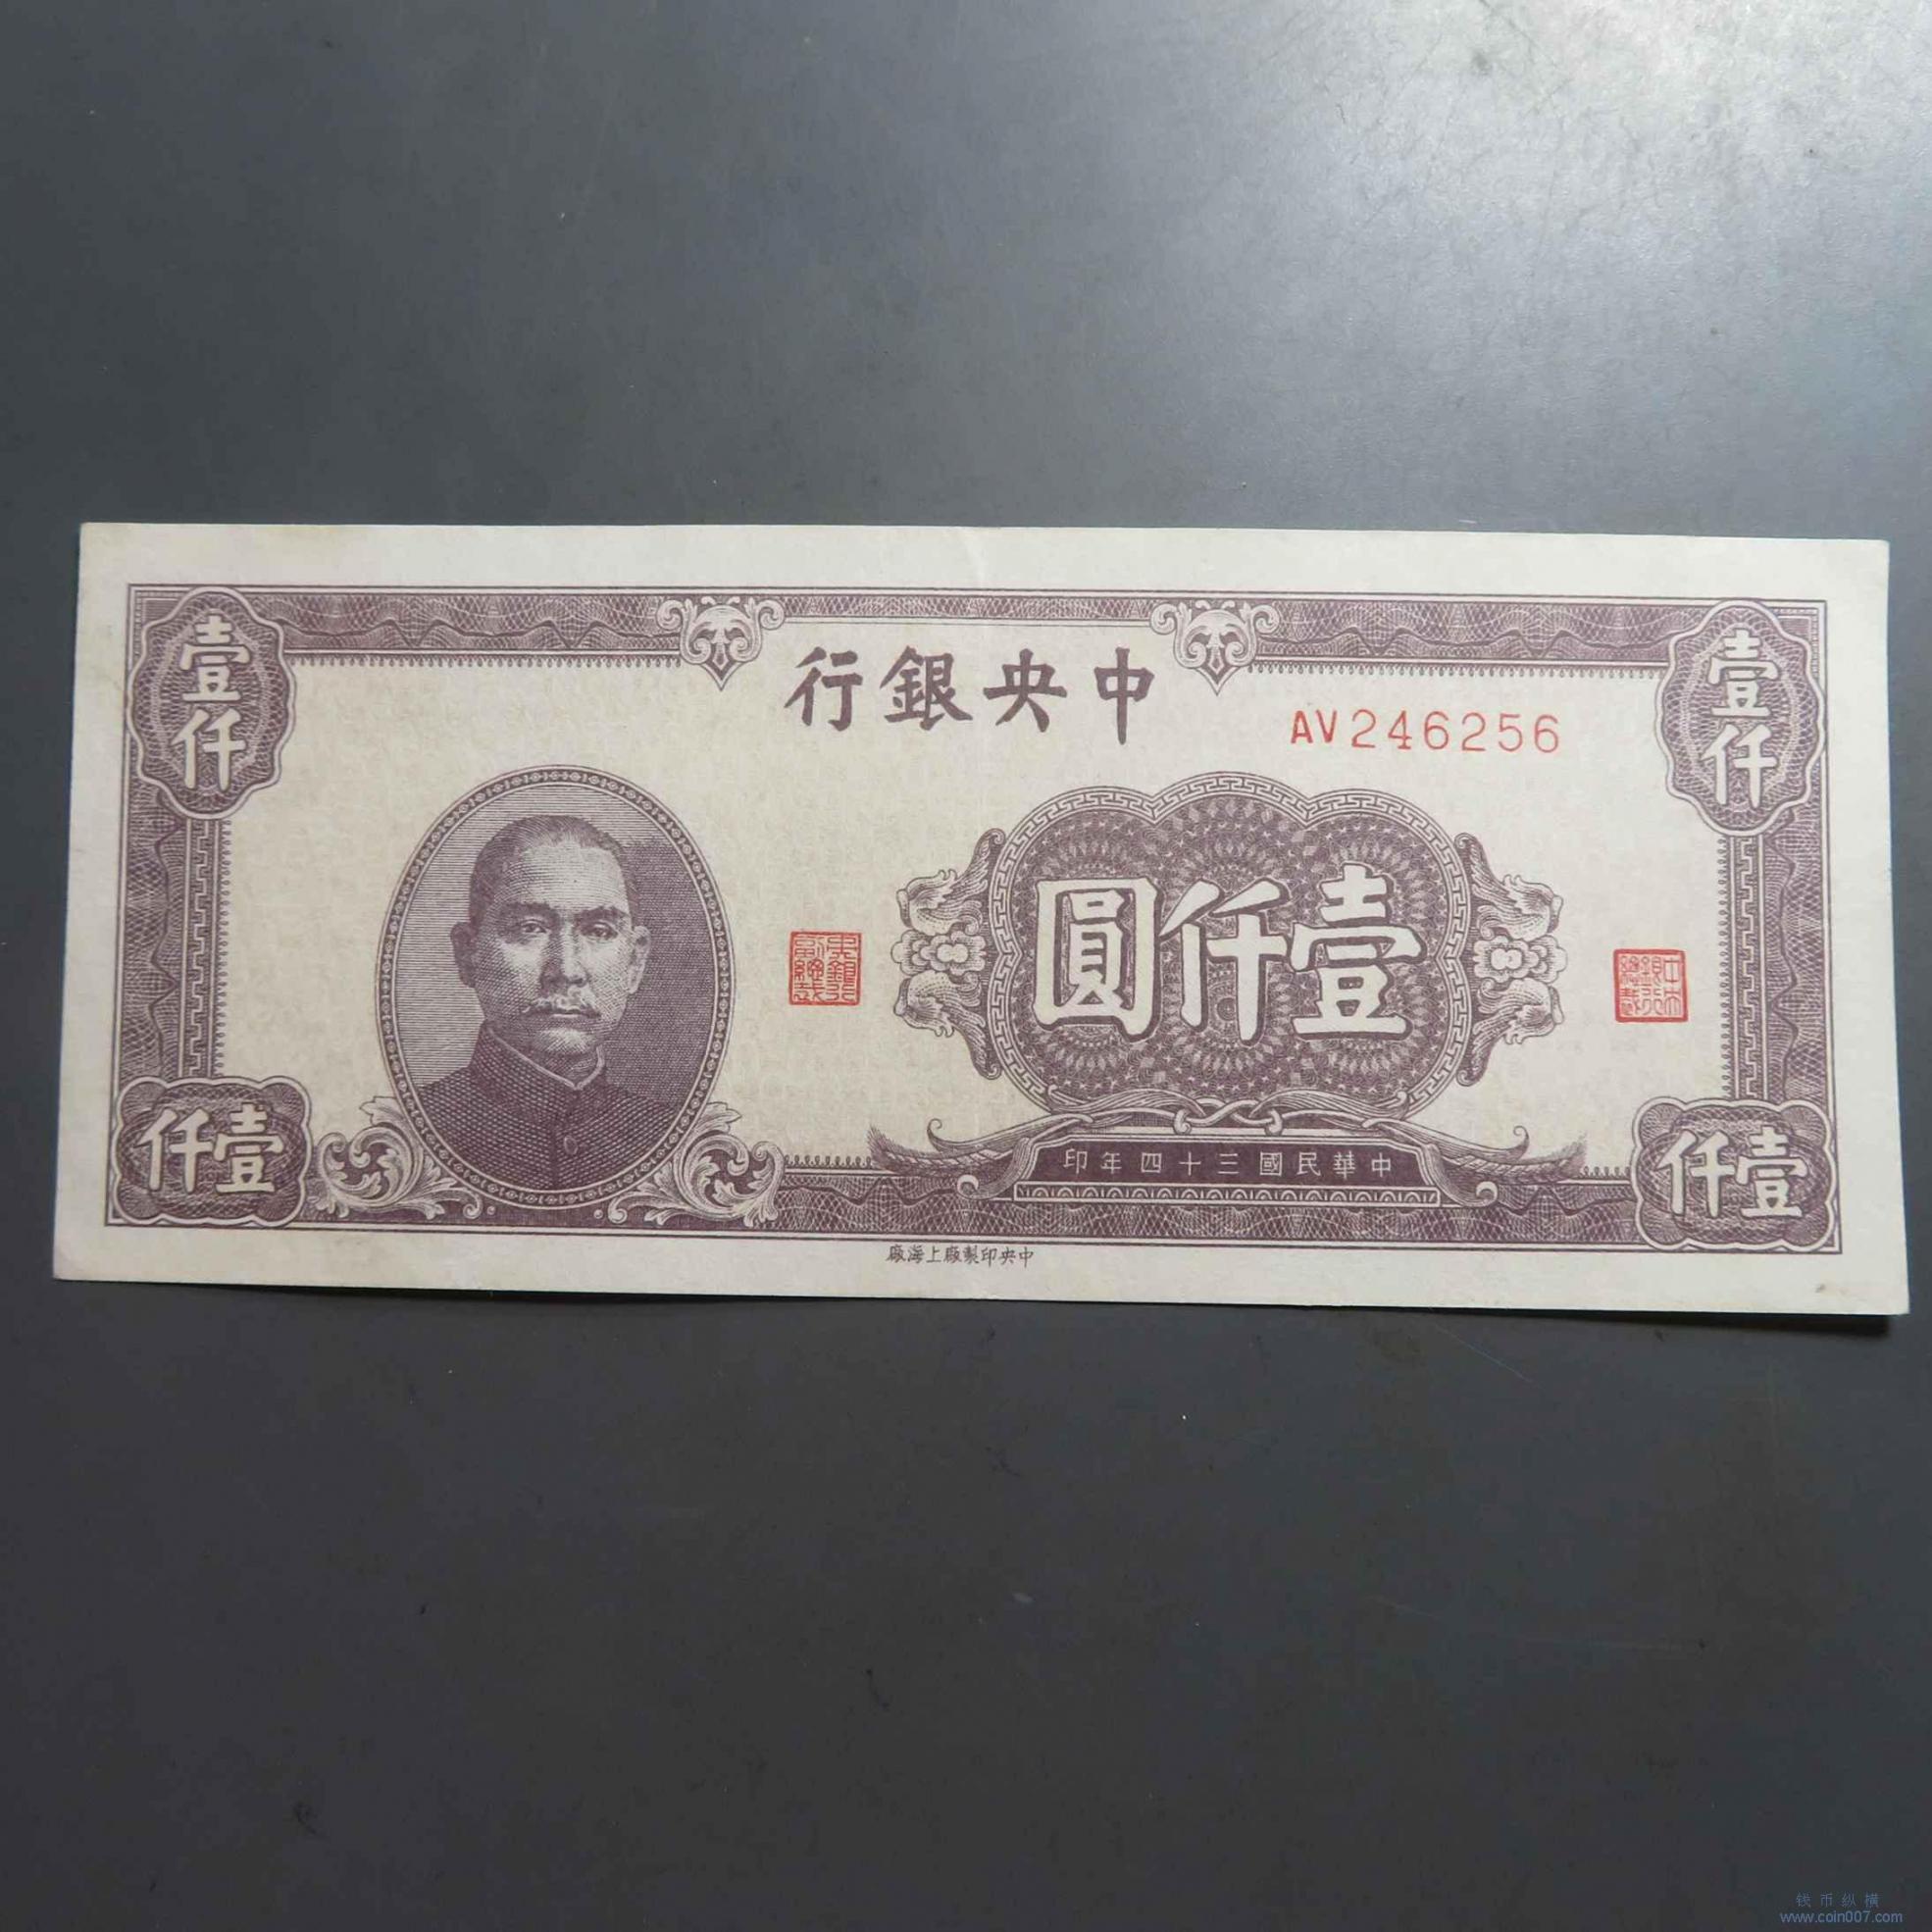 中央銀行
AV246256
壹仟
壹仟
壹仟圓
中華民國三十四年印
壹仟
壹仟
中央印製廠上海廠
钱币纵横
www.coin007.com